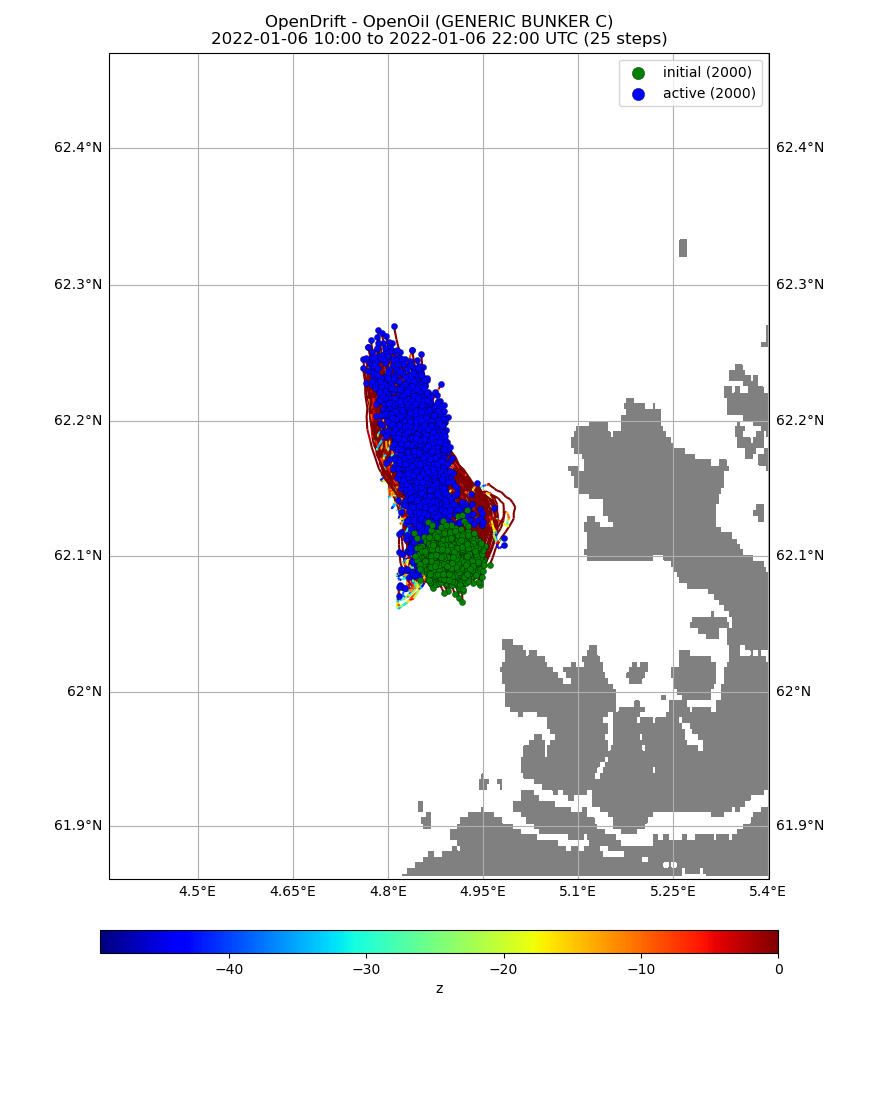 OpenDrift - OpenOil (GENERIC BUNKER C)
2022-01-06 10:00 to 2022-01-06 22:00 UTC (25 steps)
initial (2000)
active (2000)
62.4°N 62.4°N
62.3°N 62.3°N
62.2°N 62.2°N
62.1°N 62.1°N
62°N 62°N
61.9°N 61.9°N
4.5°E 4.65°E 4.8°E 4.95°E 5.1°E 5.25°E 5.4°E
−40 −30 −20 −10 0
z